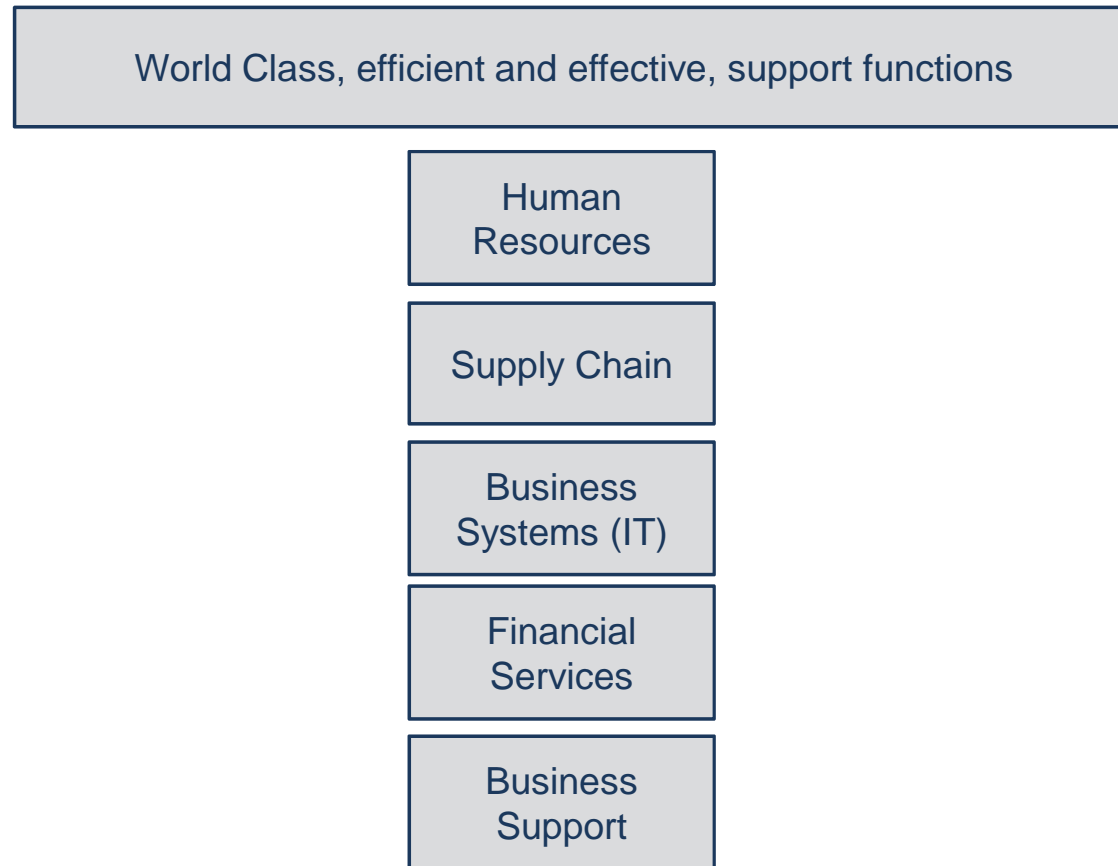 World Class, efficient and effective, support functions
Human
Resources
Supply Chain
Business
Systems (IT)
Financial
Services
Business
Support